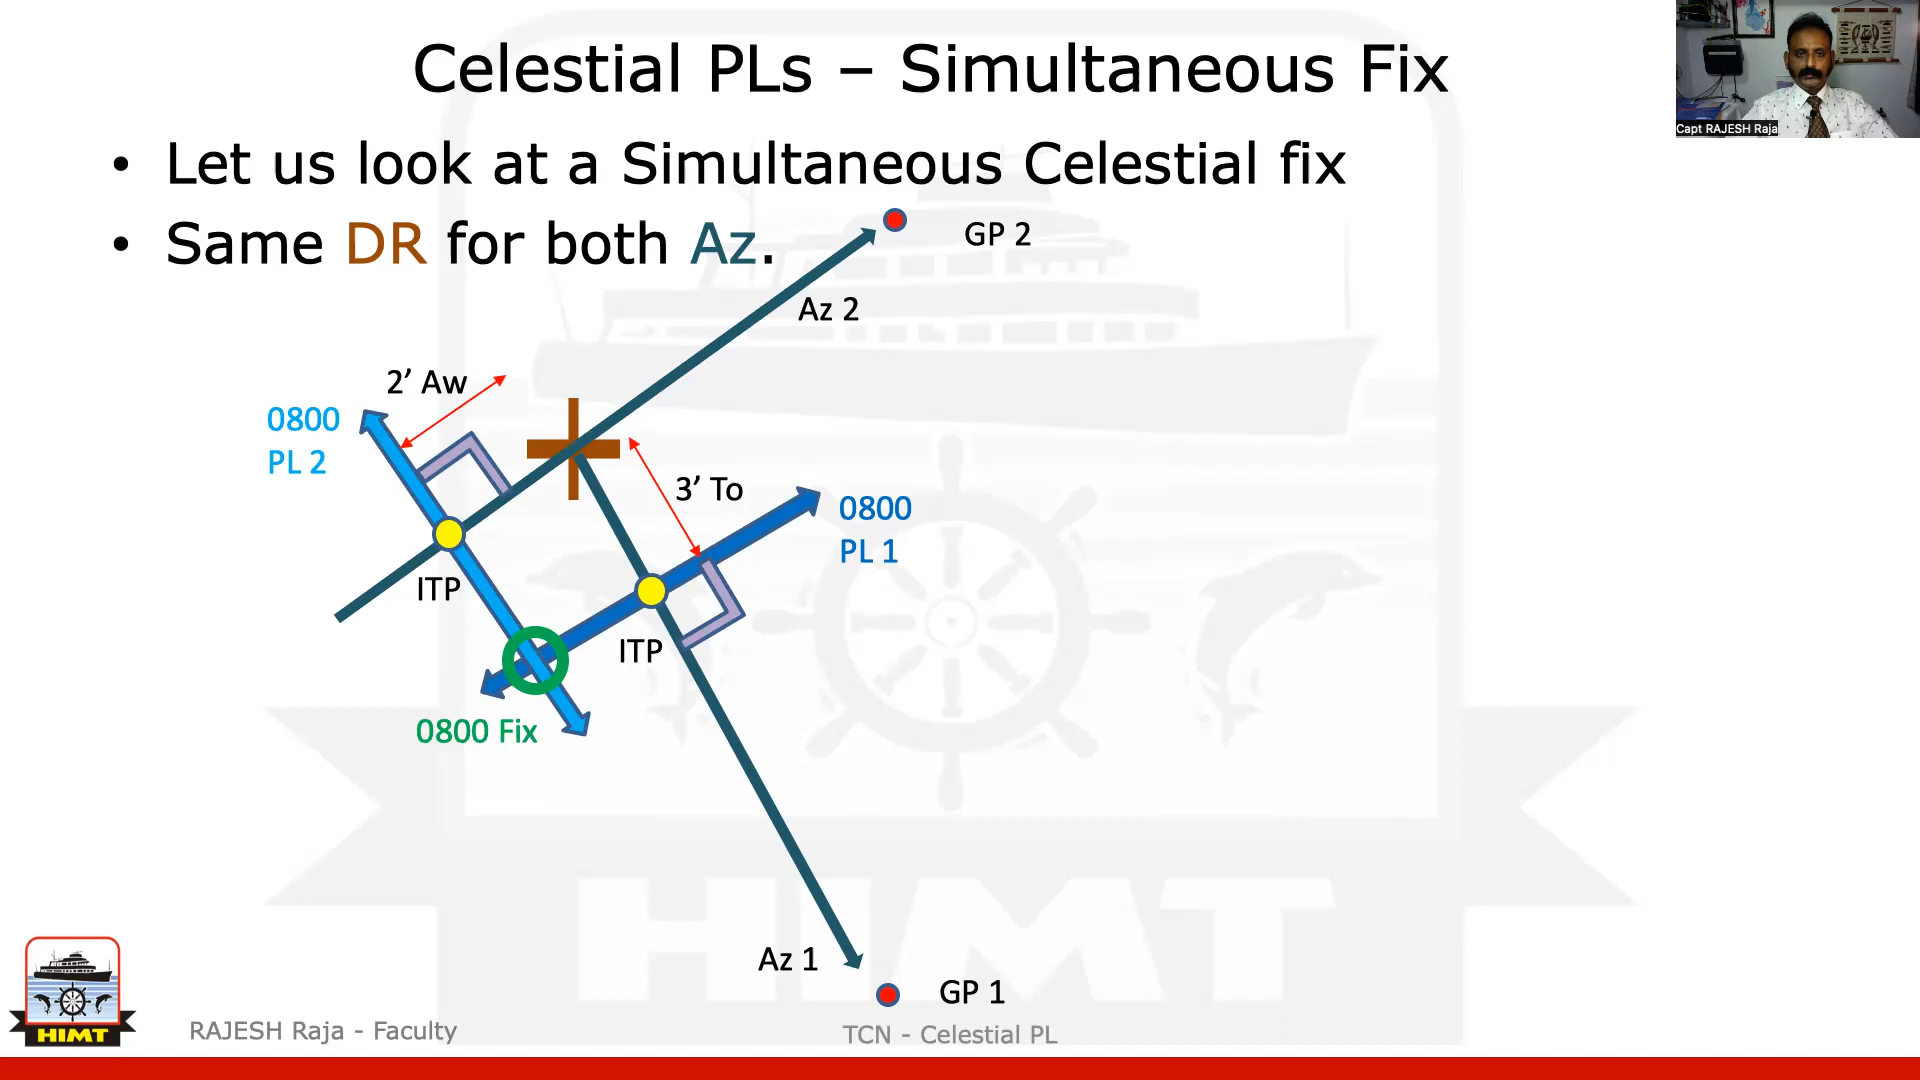 Celestial PLs – Simultaneous Fix
Capt RAJESH Raja
• Let us look at a Simultaneous Celestial fix
• Same DR for both Az.
GP 2
Az 2
2’ Aw
0800
PL 2
3’ To
0800
PL 1
ITP
ITP
0800 Fix
Az 1
GP 1
HIMT
HIMT
RAJESH Raja - Faculty
TCN - Celestial PL